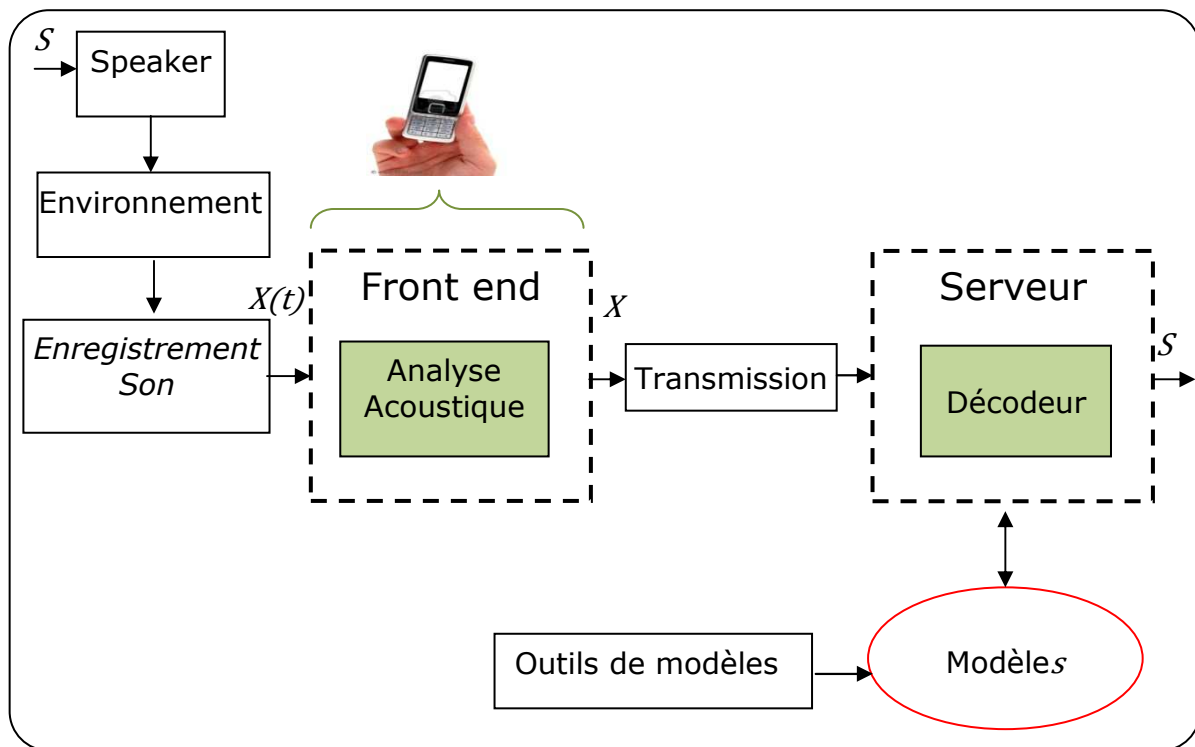 S
Speaker
Environnement
X(t)
Enregistrement
Son
Front end
Analyse
Acoustique
X
Transmission
Serveur
Décodeur
S
Outils de modèles
Modèles